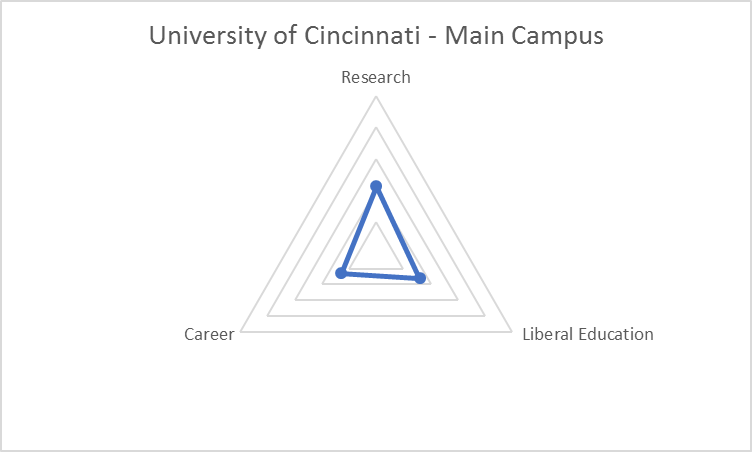 University of Cincinnati - Main Campus
Research
Career
Liberal Education